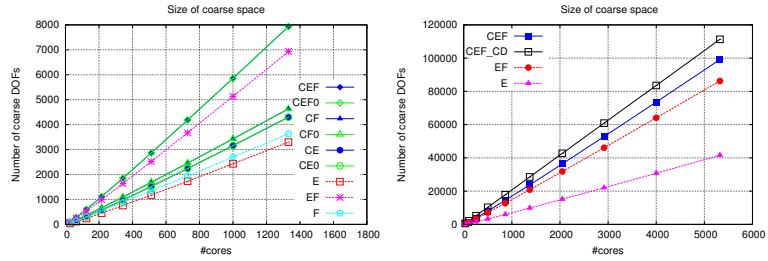 Size of coarse space
Number of coarse DOFs
8000
7000
6000
5000
4000
3000
2000
1000
0
0 200 400 600 800 1000 1200 1400 1600 1800
#cores
CEF
CEF0
CF
CF0
CE
CE0
E
EF
F
Size of coarse space
Number of coarse DOFs
120000
100000
80000
60000
40000
20000
0
0 1000 2000 3000 4000 5000 6000
#cores
CEF
CEF_CD
EF
E